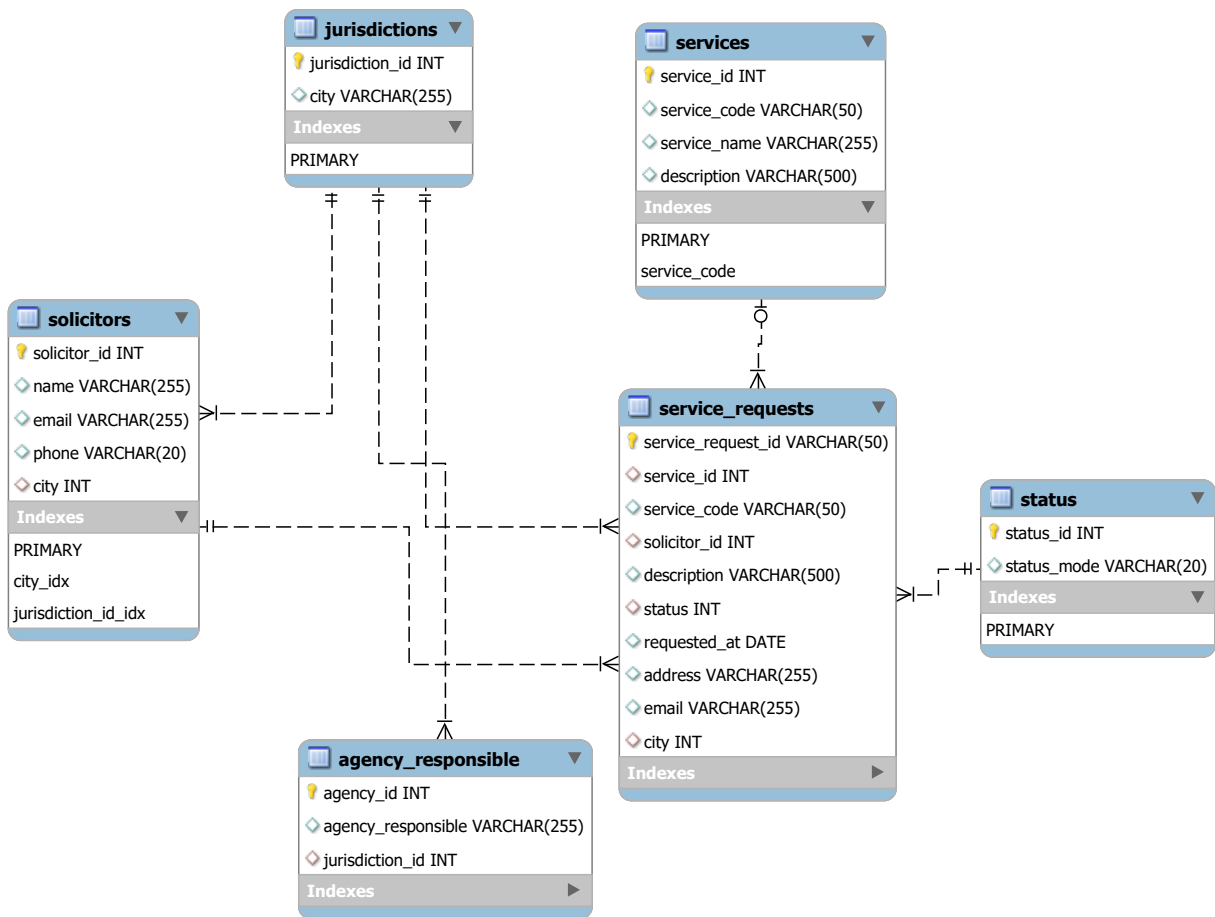 jurisdictions
jurisdiction_id INT
city VARCHAR(255)
Indexes
PRIMARY
services
service_id INT
service_code VARCHAR(50)
service_name VARCHAR(255)
description VARCHAR(500)
Indexes
PRIMARY
service_code
solicitors
solicitor_id INT
name VARCHAR(255)
email VARCHAR(255)
phone VARCHAR(20)
city INT
Indexes
PRIMARY
city_idx
jurisdiction_id_idx
service_requests
service_request_id VARCHAR(50)
service_id INT
service_code VARCHAR(50)
solicitor_id INT
description VARCHAR(500)
status INT
requested_at DATE
address VARCHAR(255)
email VARCHAR(255)
city INT
Indexes
status
status_id INT
status_mode VARCHAR(20)
Indexes
PRIMARY
agency_responsible
agency_id INT
agency_responsible VARCHAR(255)
jurisdiction_id INT
Indexes